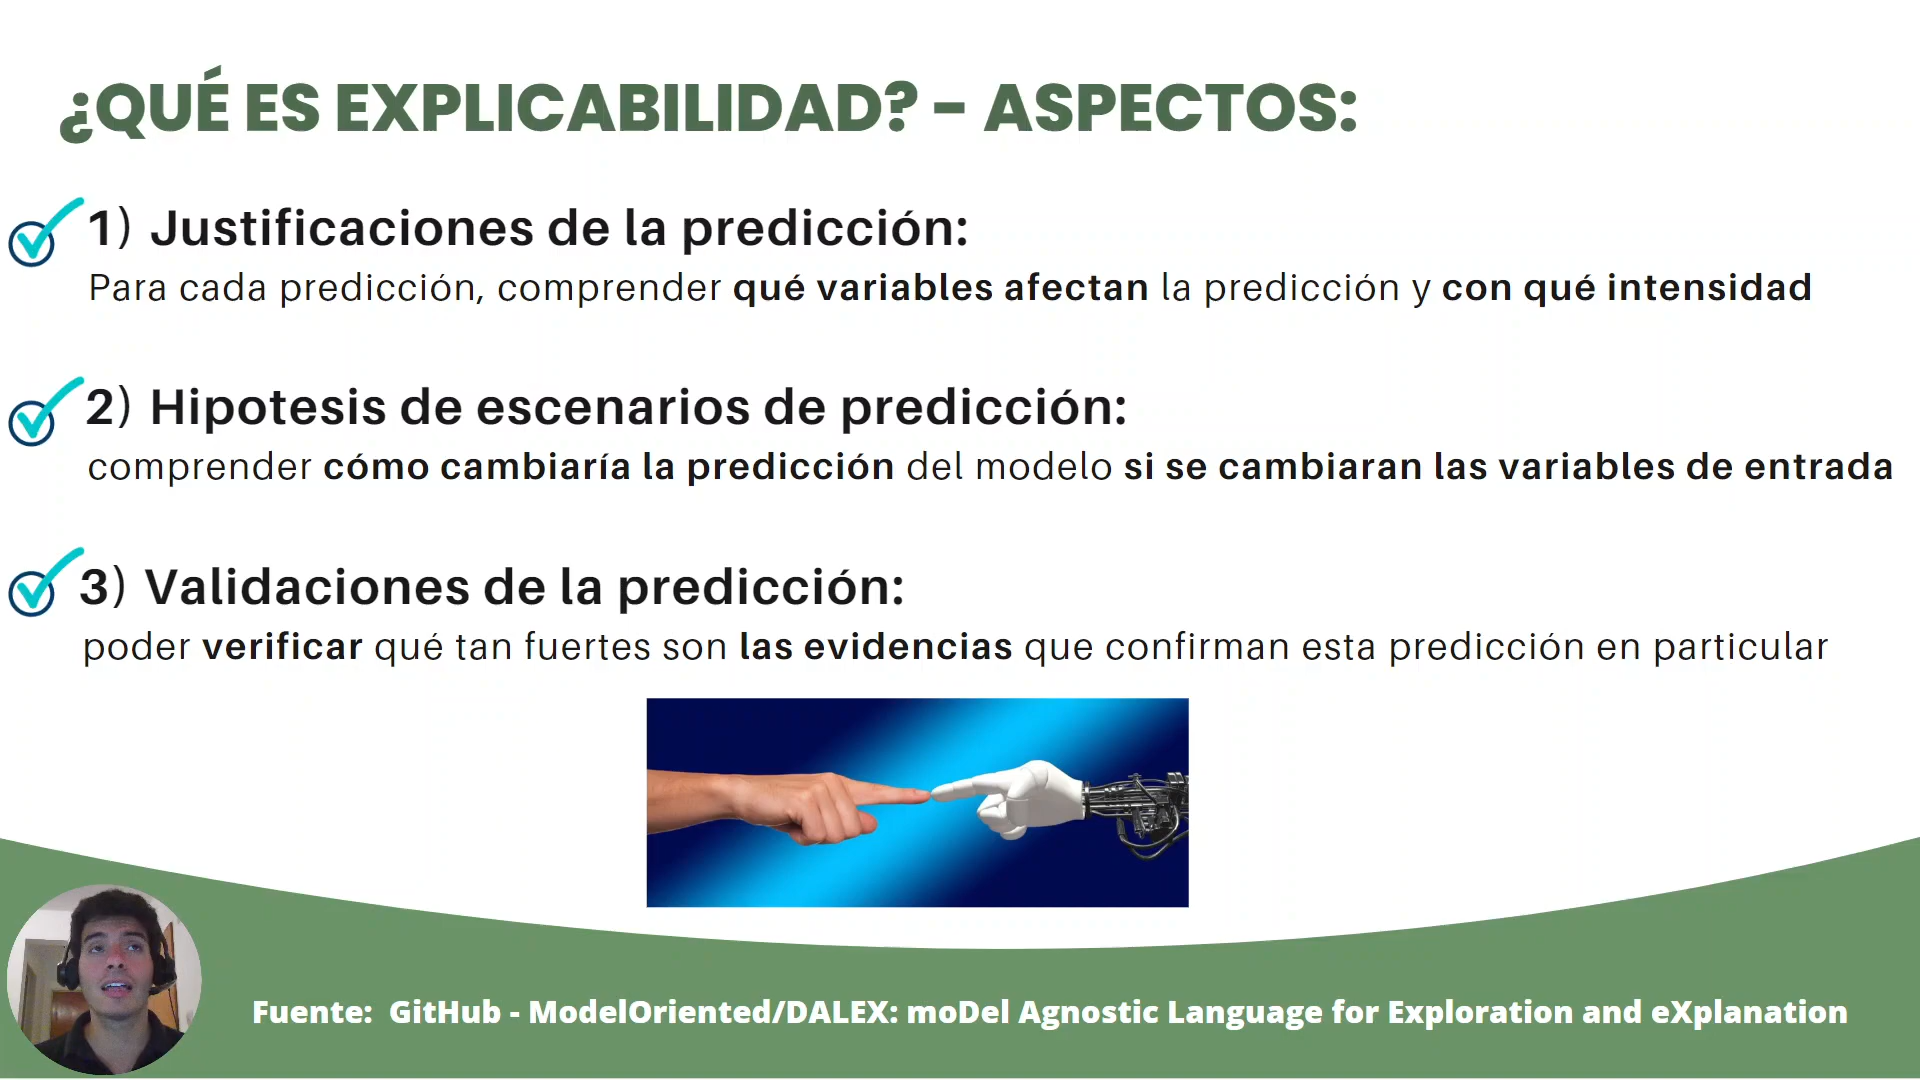 ¿QUÉ ES EXPLICABILIDAD? - ASPECTOS:
1) Justificaciones de la predicción:
Para cada predicción, comprender qué variables afectan la predicción y con qué intensidad
2) Hipotesis de escenarios de predicción:
comprender cómo cambiaría la predicción del modelo si se cambiaran las variables de entrada
3) Validaciones de la predicción:
poder verificar qué tan fuertes son las evidencias que confirman esta predicción en particular
Fuente: GitHub - ModelOriented/DALEX: moDel Agnostic Language for Exploration and eXplanation